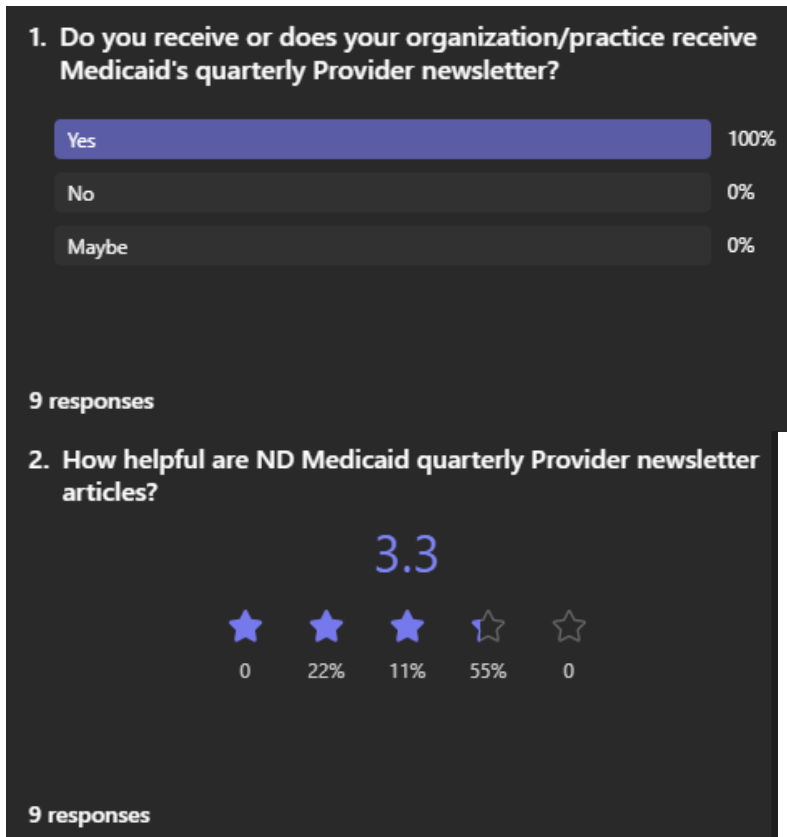 1. Do you receive or does your organization/practice receive
Medicaid's quarterly Provider newsletter?
Yes 100%
No 0%
Maybe 0%
9 responses
2. How helpful are ND Medicaid quarterly Provider newsletter
articles?
3.3
0 22% 11% 55% 0
9 responses